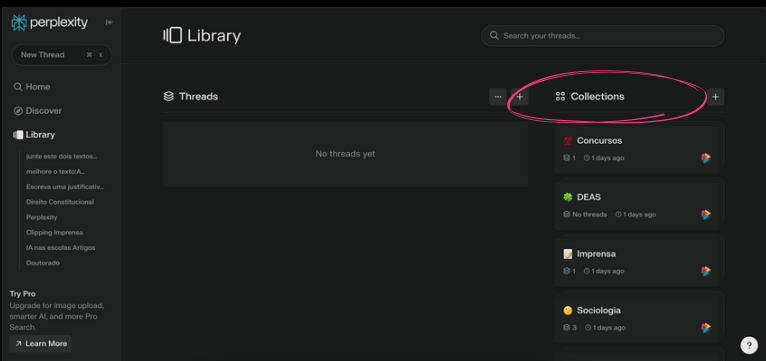 perplexity
New Thread ⌘ K
Home
Discover
Library
junte este dois textos...
melhore o texto:A...
Escreva uma justificativ...
Direito Constitucional
Perplexity
Clipping Imprensa
IA nas escolas Artigos
Doutorado
Try Pro
Upgrade for image upload,
smarter AI, and more Pro
Search.
Learn More
Library
Search your threads...
Threads
... +
No threads yet
Collections
+
💯 Concursos
1 1 days ago
🍀 DEAS
No threads 1 days ago
📝 Imprensa
1 1 days ago
Sociologia
3 1 days ago
?